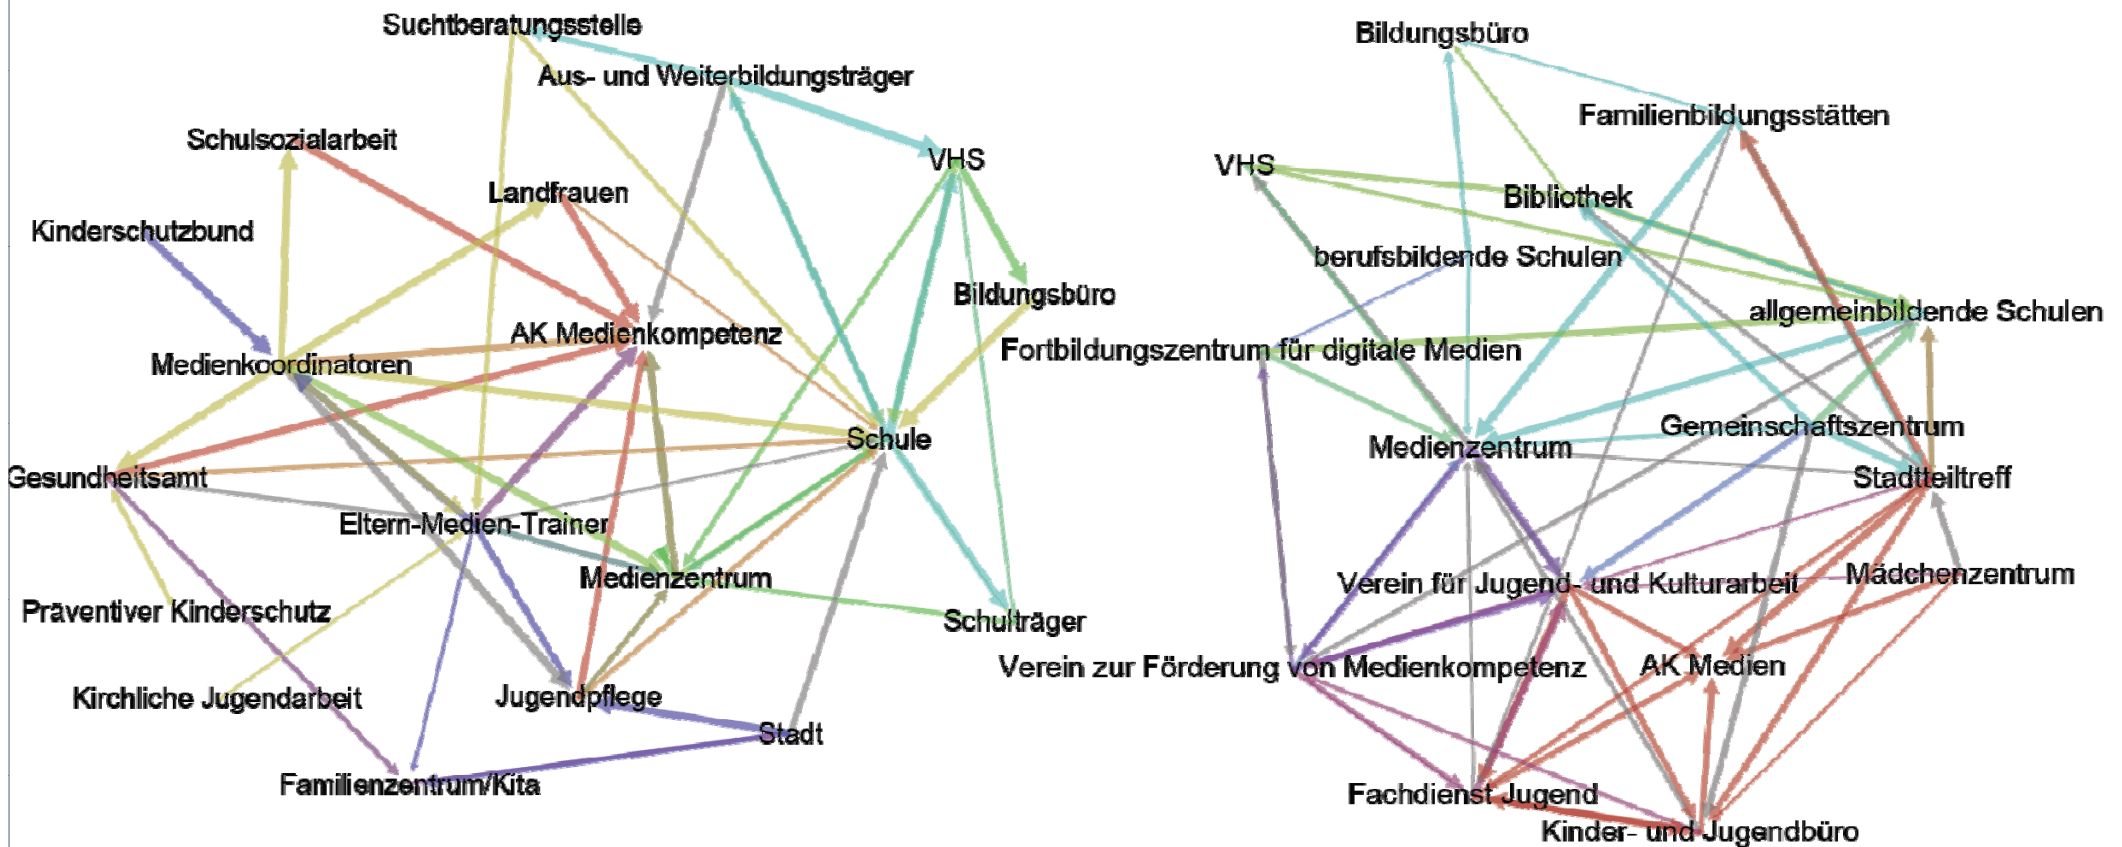 Suchtberatungsstelle
Aus- und Weiterbildungsträger
Schulsozialarbeit
VHS
Landfrauen
Kinderschutzbund
Bildungsbüro
AK Medienkompetenz
Medienkoordinatoren
Schule
Gesundheitsamt
Eltern-Medien-Trainer
Medienzentrum
Präventiver Kinderschutz
Schulträger
Kirchliche Jugendarbeit
Jugendpflege
Stadt
Familienzentrum/Kita
Bildungsbüro
Familienbildungsstätten
VHS
Bibliothek
berufsbildende Schulen
allgemeinbildende Schulen
Fortbildungszentrum für digitale Medien
Gemeinschaftszentrum
Medienzentrum
Stadtteiltreff
Verein für Jugend- und Kulturarbeit
Mädchenzentrum
Verein zur Förderung von Medienkompetenz
AK Medien
Fachdienst Jugend
Kinder- und Jugendbüro